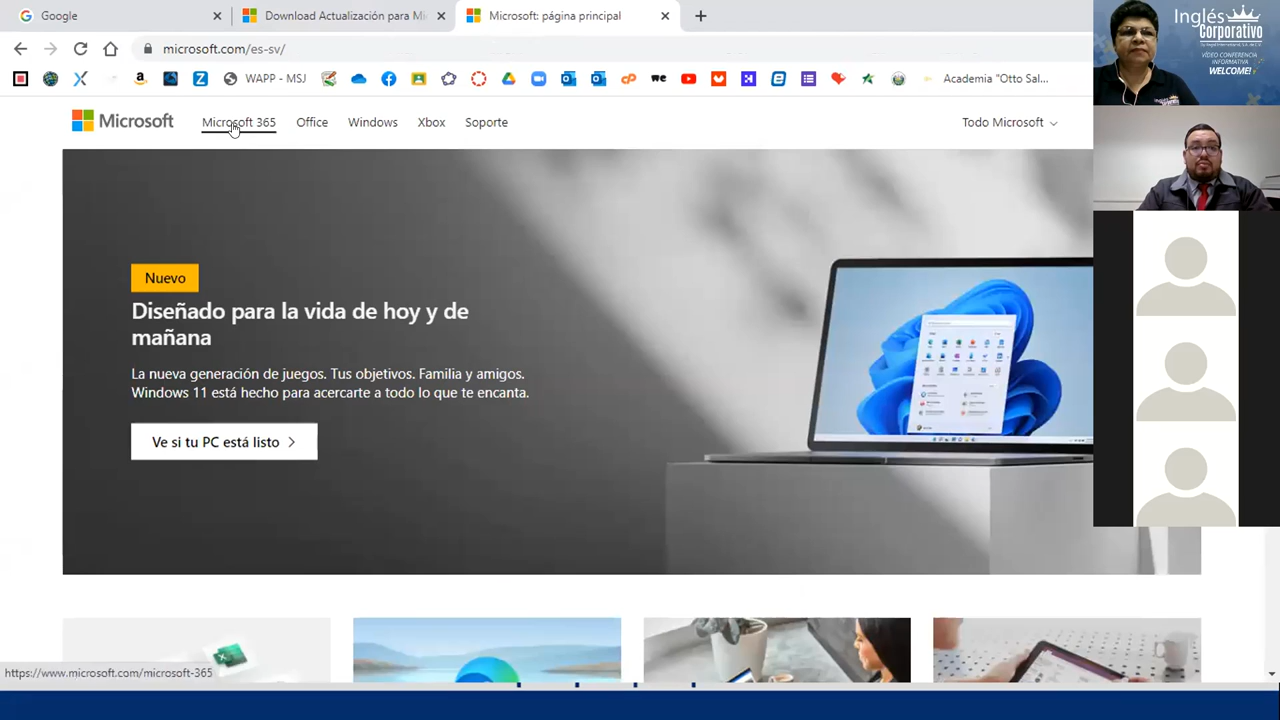 Google
Download Actualización para Mi
Microsoft: página principal
microsoft.com/es-sv/
WAPP - MSJ
Academia "Otto Sal...
Microsoft
Microsoft 365
Office
Windows
Xbox
Soporte
Todo Microsoft
Nuevo
Diseñado para la vida de hoy y de
mañana
La nueva generación de juegos. Tus objetivos. Familia y amigos.
Windows 11 está hecho para acercarte a todo lo que te encanta.
Ve si tu PC está listo
https://www.microsoft.com/microsoft-365
Inglés
Corporativo
VÍDEO CONFERENCIA
INFORMATIVA
WELCOME!